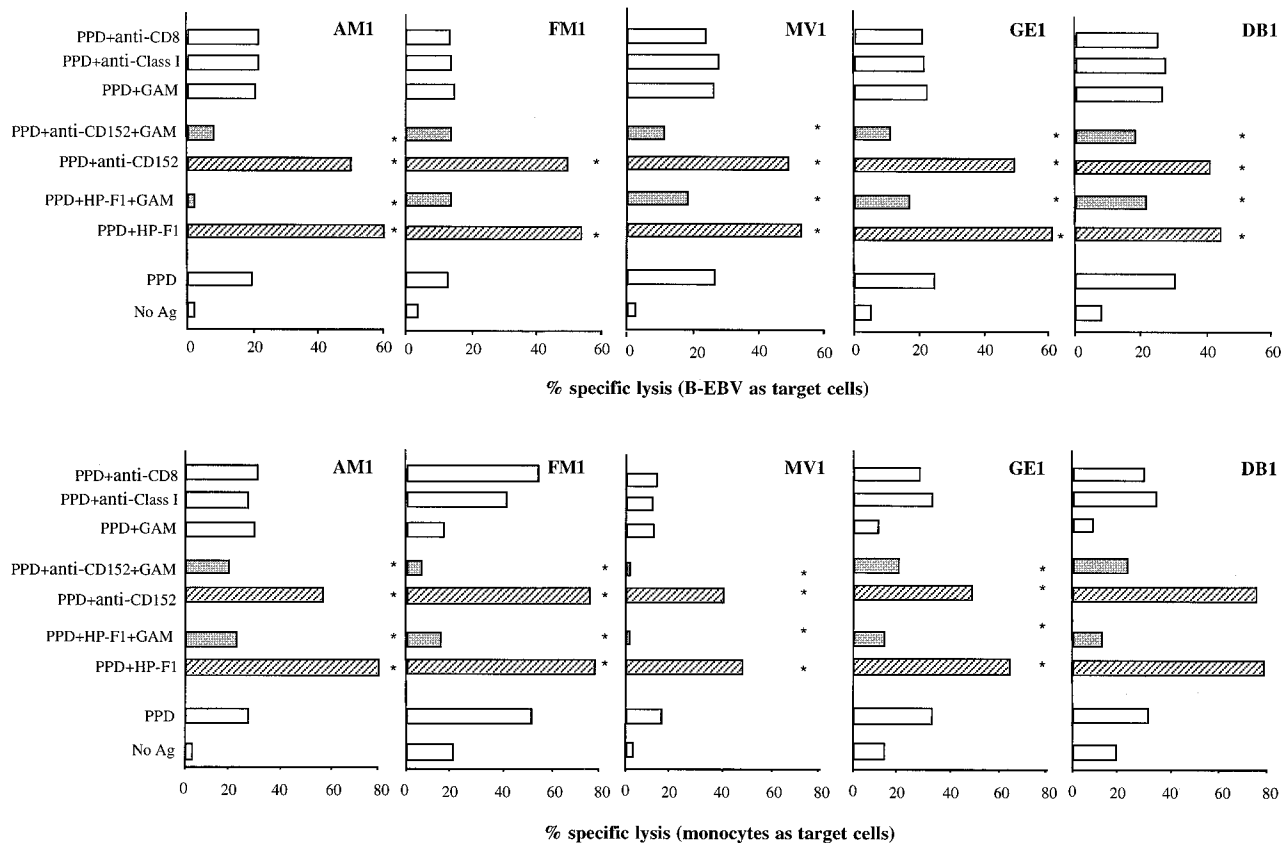 AM1 FM1 MV1 GE1 DB1
PPD+anti-CD8
PPD+anti-Class I
PPD+GAM
PPD+anti-CD152+GAM * * * *
PPD+anti-CD152 * * * * *
PPD+HP-F1+GAM * * * *
PPD+HP-F1 * * * * *
PPD
No Ag
0 20 40 60 0 20 40 60 0 20 40 60 0 20 40 60 0 20 40 60
% specific lysis (B-EBV as target cells)
AM1 FM1 MV1 GE1 DB1
PPD+anti-CD8
PPD+anti-Class I
PPD+GAM
PPD+anti-CD152+GAM * * * *
PPD+anti-CD152 * * * *
PPD+HP-F1+GAM * * * *
PPD+HP-F1 * * * *
PPD
No Ag
0 20 40 60 80 0 20 40 60 80 0 20 40 60 80 0 20 40 60 80 0 20 40 60 80
% specific lysis (monocytes as target cells)